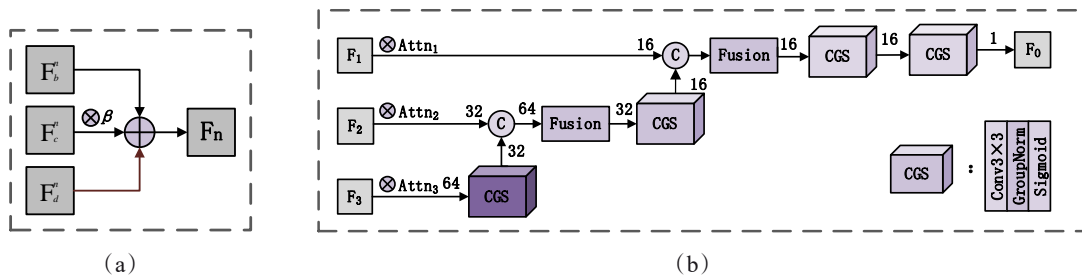 F_b^n
F_c^n
⊗ β
F_d^n
F_n
(a)
F₁ ⊗ Attn₁ 16 C Fusion 16 CGS 16 CGS 1 F₀
16
F₂ ⊗ Attn₂ 32 C 64 Fusion 32 CGS
32
F₃ ⊗ Attn₃ 64 CGS
CGS : Conv3×3 GroupNorm Sigmoid
(b)